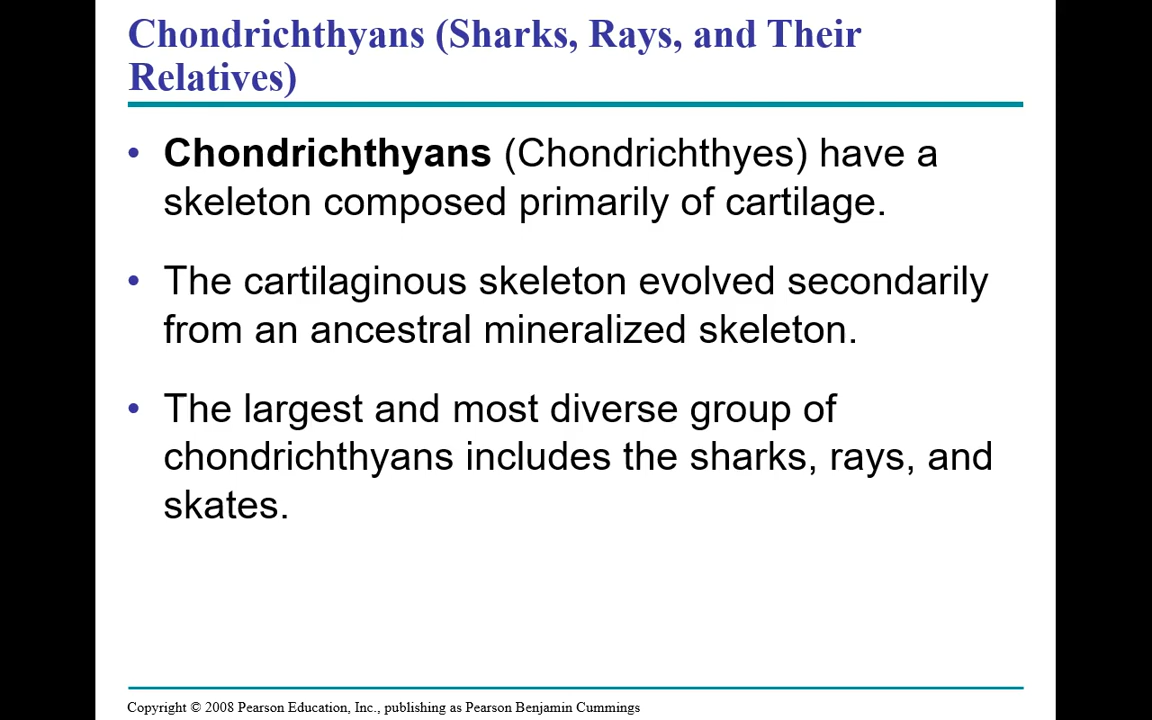 Chondrichthyans (Sharks, Rays, and Their
Relatives)
• Chondrichthyans (Chondrichthyes) have a
skeleton composed primarily of cartilage.
• The cartilaginous skeleton evolved secondarily
from an ancestral mineralized skeleton.
• The largest and most diverse group of
chondrichthyans includes the sharks, rays, and
skates.
Copyright © 2008 Pearson Education, Inc., publishing as Pearson Benjamin Cummings